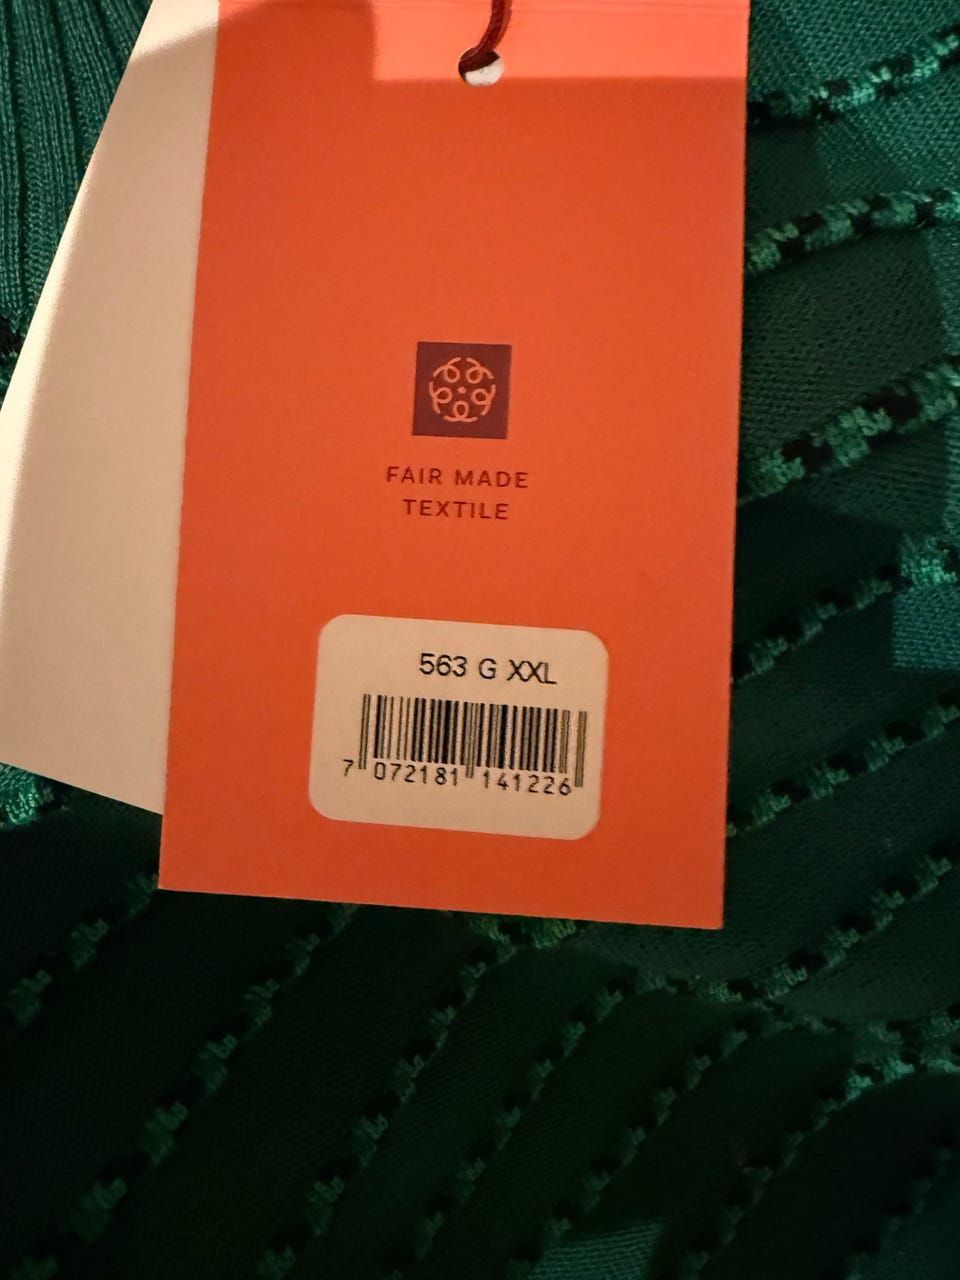 FAIR MADE
TEXTILE
563 G XXL
7 072181 141226